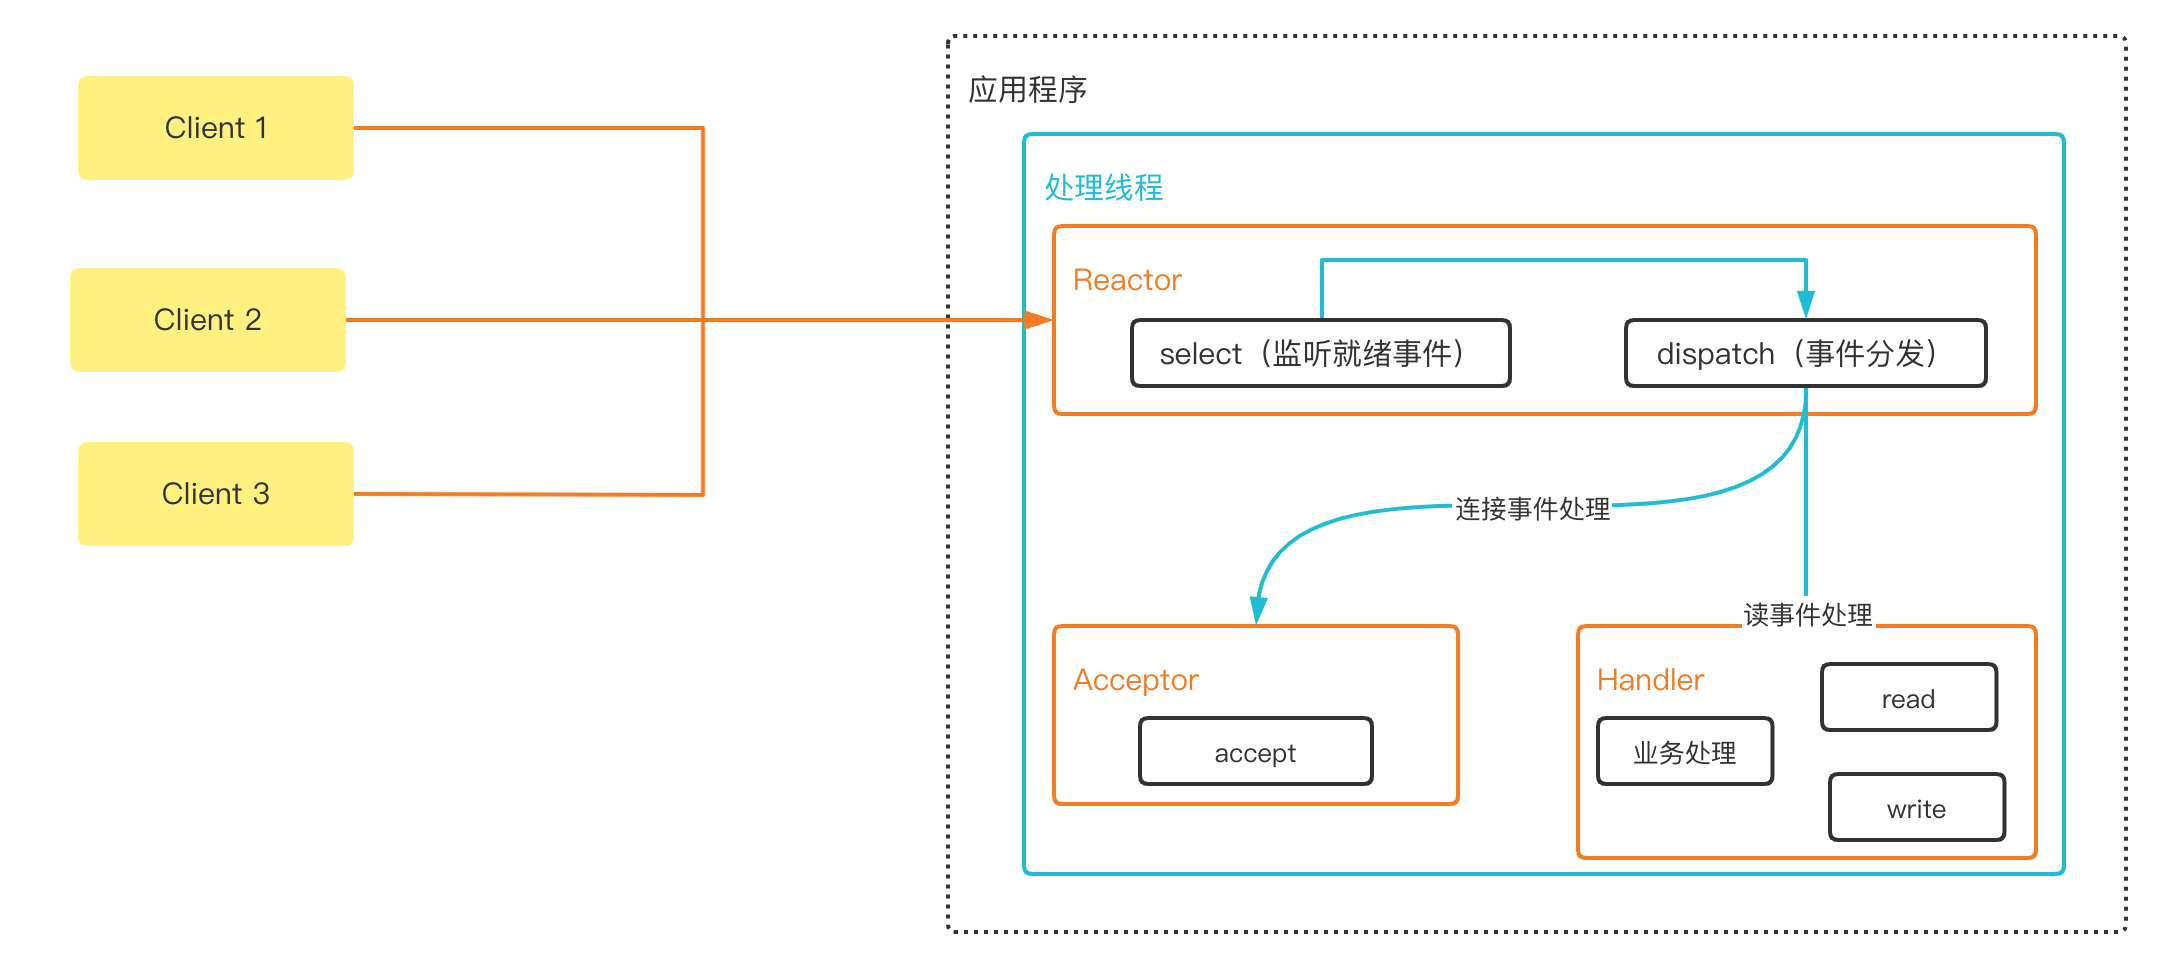 Client 1
Client 2
Client 3
应用程序
处理线程
Reactor
select（监听就绪事件）
dispatch（事件分发）
连接事件处理
读事件处理
Acceptor
accept
Handler
read
业务处理
write